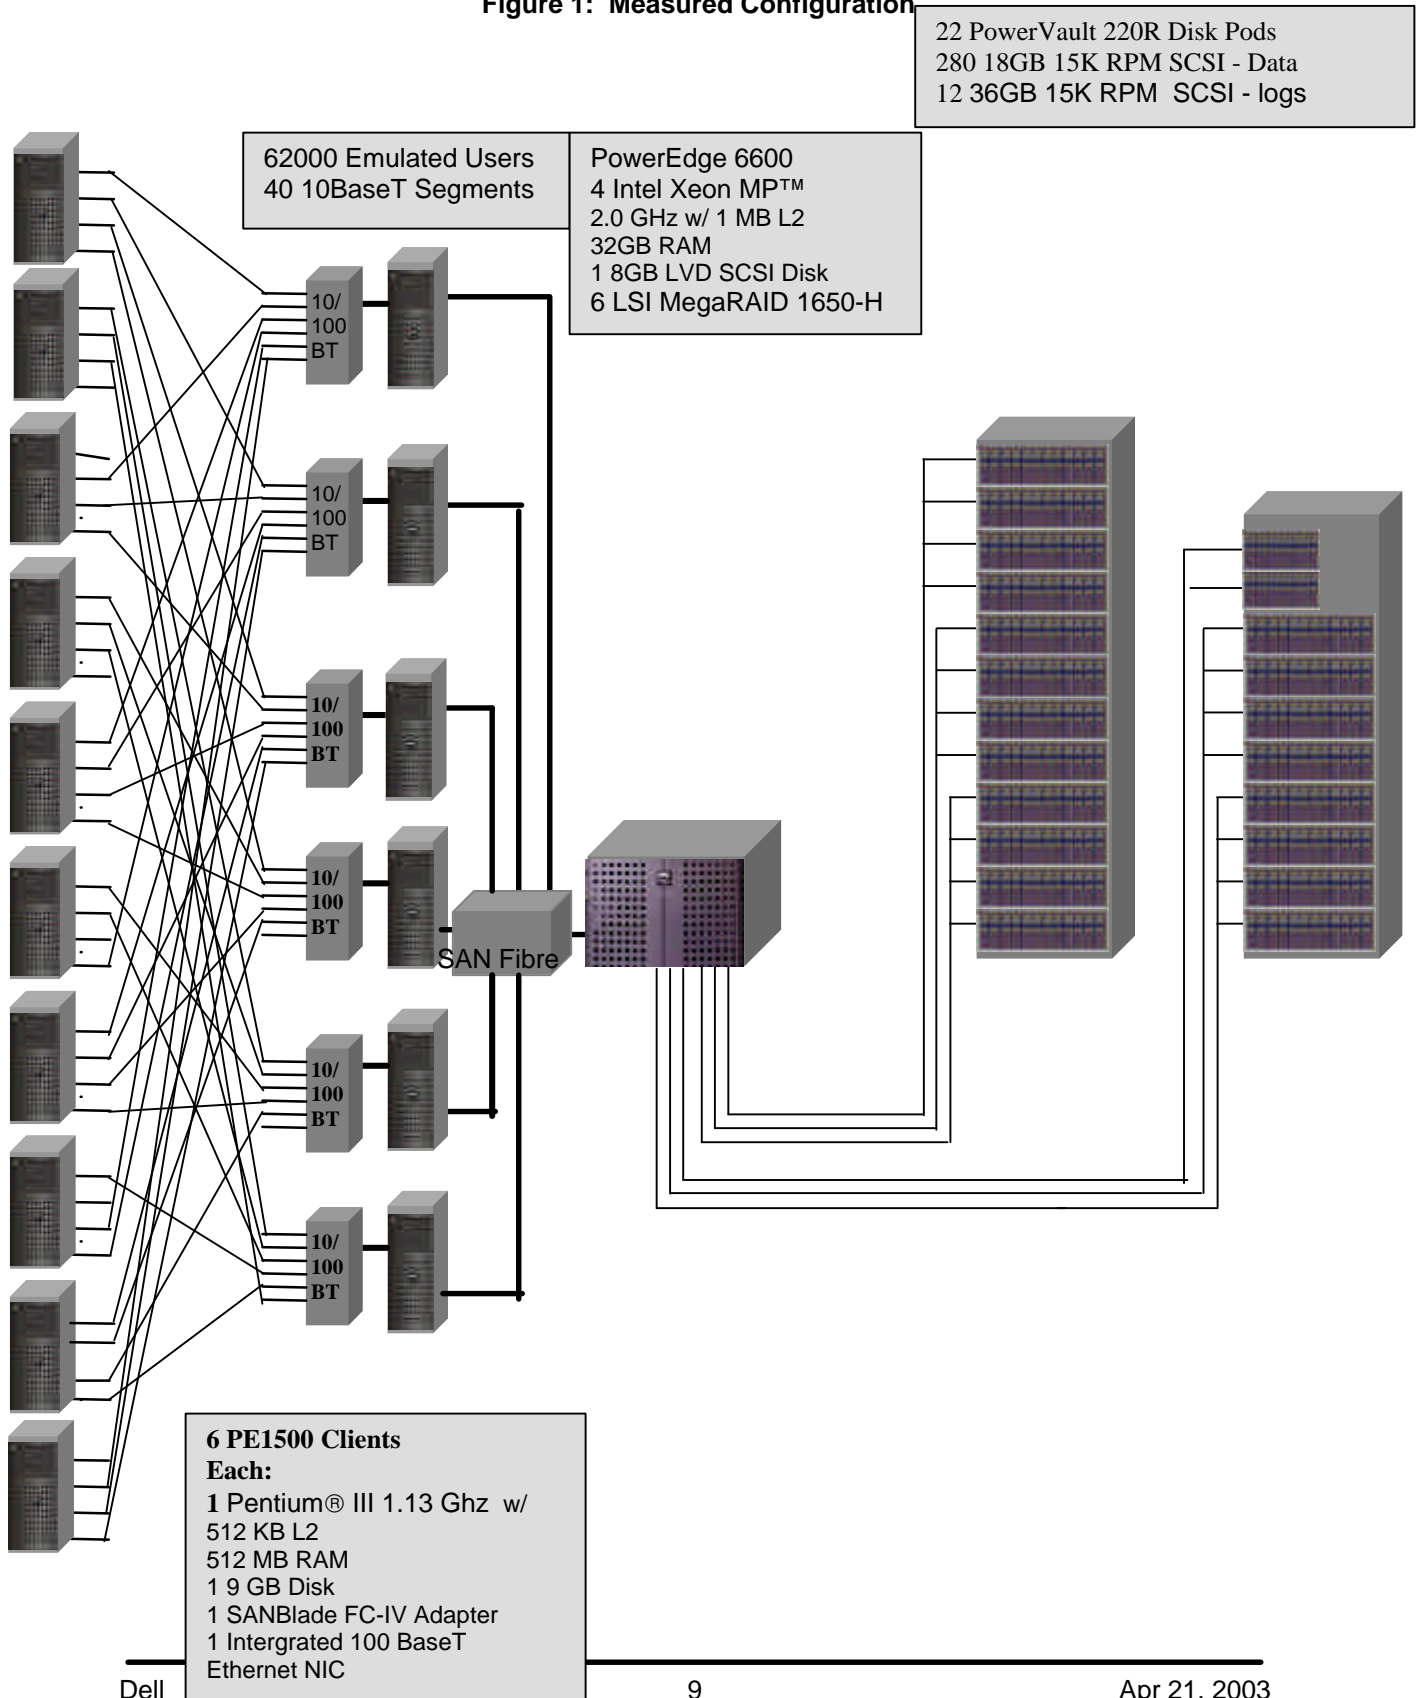 Figure 1: Measured Configuration
22 PowerVault 220R Disk Pods
280 18GB 15K RPM SCSI - Data
12 36GB 15K RPM SCSI - logs
62000 Emulated Users
40 10BaseT Segments
PowerEdge 6600
4 Intel Xeon MP™
2.0 GHz w/ 1 MB L2
32GB RAM
1 8GB LVD SCSI Disk
6 LSI MegaRAID 1650-H
10/
100
BT
10/
100
BT
10/
100
BT
10/
100
BT
SAN Fibre
10/
100
BT
10/
100
BT
6 PE1500 Clients
Each:
1 Pentium® III 1.13 Ghz w/
512 KB L2
512 MB RAM
1 9 GB Disk
1 SANBlade FC-IV Adapter
1 Intergrated 100 BaseT
Ethernet NIC
Dell 9 Apr 21, 2003